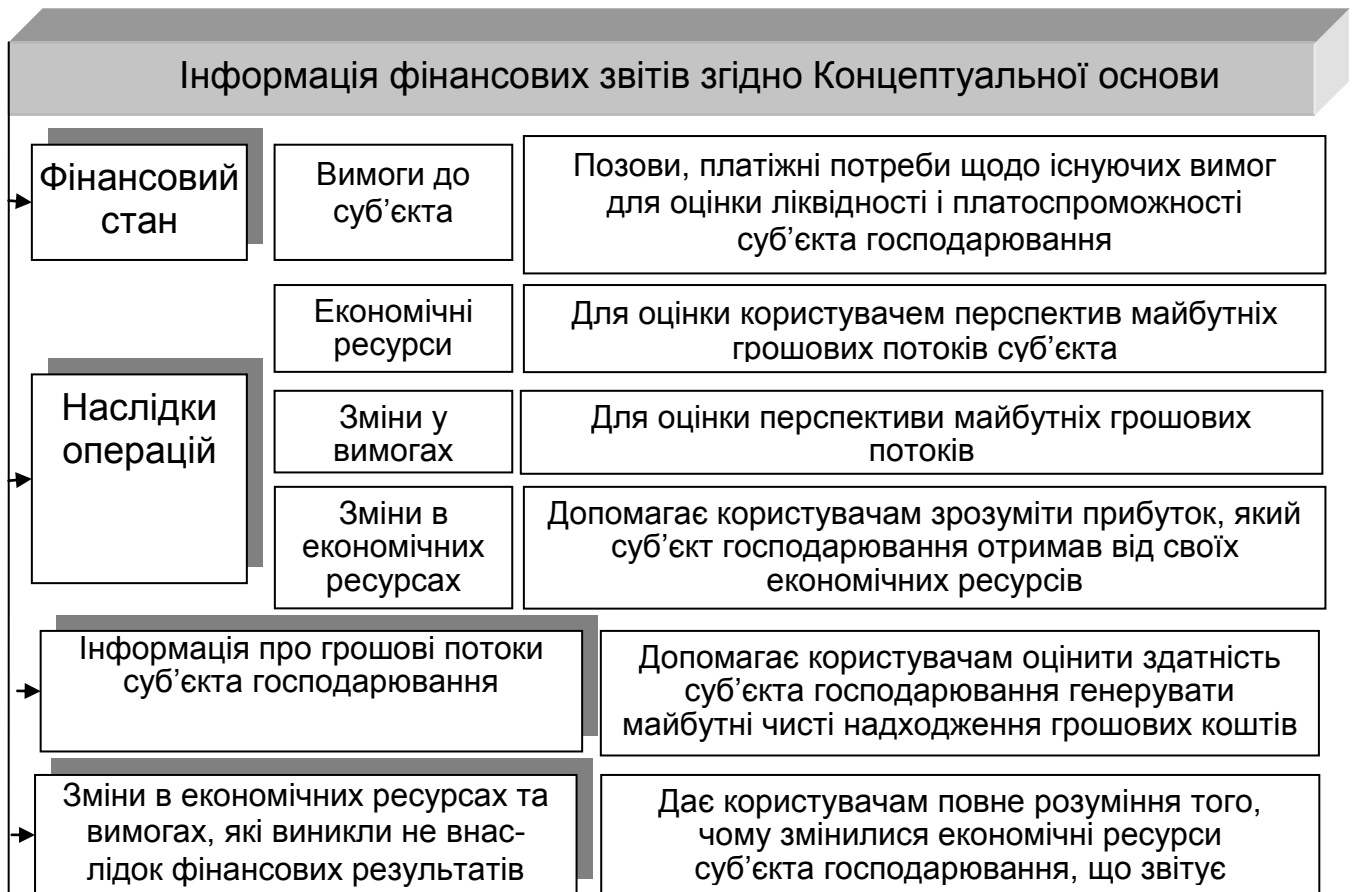 Інформація фінансових звітів згідно Концептуальної основи
Фінансовий
стан
Вимоги до
суб’єкта
Позови, платіжні потреби щодо існуючих вимог
для оцінки ліквідності і платоспроможності
суб’єкта господарювання
Економічні
ресурси
Для оцінки користувачем перспектив майбутніх
грошових потоків суб’єкта
Наслідки
операцій
Зміни у
вимогах
Для оцінки перспективи майбутніх грошових
потоків
Зміни в
економічних
ресурсах
Допомагає користувачам зрозуміти прибуток, який
суб’єкт господарювання отримав від своїх
економічних ресурсів
Інформація про грошові потоки
суб’єкта господарювання
Допомагає користувачам оцінити здатність
суб’єкта господарювання генерувати
майбутні чисті надходження грошових коштів
Зміни в економічних ресурсах та
вимогах, які виникли не внас-
лідок фінансових результатів
Дає користувачам повне розуміння того,
чому змінилися економічні ресурси
суб’єкта господарювання, що звітує